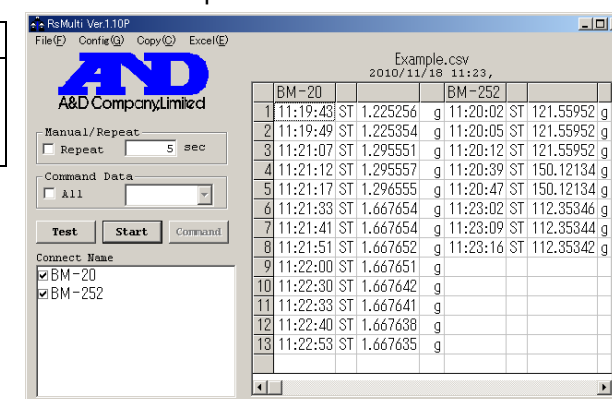 RsMulti Ver.1.10P
File(F) Config(G) Copy(C) Excel(E)
AND
A&D Company,Limited
Manual/Repeat
Repeat 5 sec
Command Data
All
Test Start Command
Connect Name
BM-20
BM-252
Example.csv
2010/11/18 11:23,
BM-20 BM-252
1 11:19:43 ST 1.225256 g 11:20:02 ST 121.55952 g
2 11:19:49 ST 1.225354 g 11:20:05 ST 121.55952 g
3 11:21:07 ST 1.295551 g 11:20:12 ST 121.55952 g
4 11:21:12 ST 1.295557 g 11:20:39 ST 150.12134 g
5 11:21:17 ST 1.296555 g 11:20:47 ST 150.12134 g
6 11:21:33 ST 1.667654 g 11:23:02 ST 112.35346 g
7 11:21:41 ST 1.667654 g 11:23:09 ST 112.35344 g
8 11:21:51 ST 1.667652 g 11:23:16 ST 112.35342 g
9 11:22:00 ST 1.667651 g
10 11:22:30 ST 1.667642 g
11 11:22:33 ST 1.667641 g
12 11:22:40 ST 1.667638 g
13 11:22:53 ST 1.667635 g